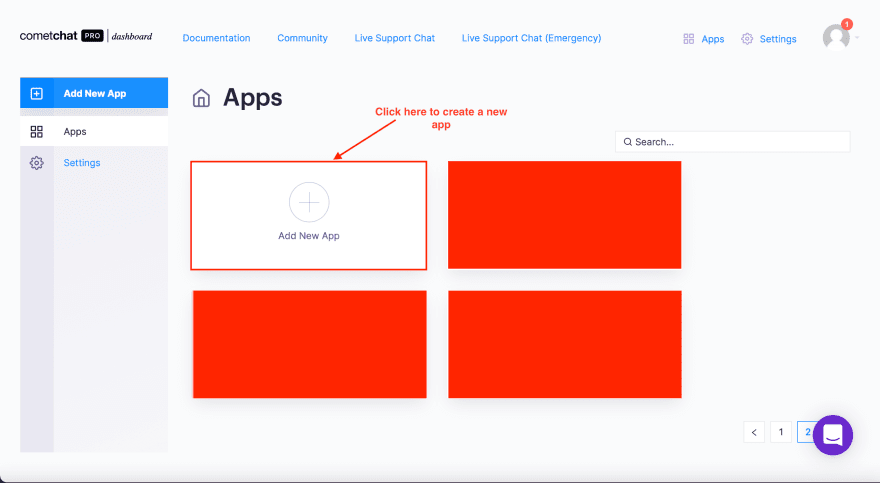 cometchat PRO | dashboard
Documentation
Community
Live Support Chat
Live Support Chat (Emergency)
Apps
Settings
1
Add New App
Apps
Settings
Apps
Click here to create a new
app
Search...
Add New App
<
1
2